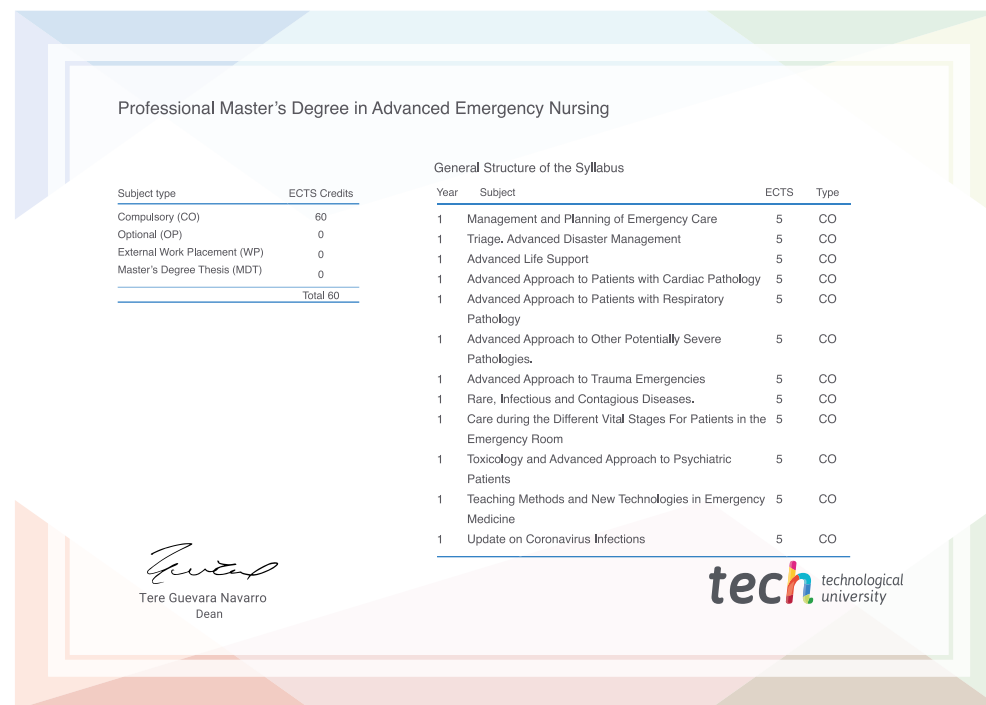 Professional Master's Degree in Advanced Emergency Nursing
Subject type ECTS Credits
Compulsory (CO) 60
Optional (OP) 0
External Work Placement (WP) 0
Master's Degree Thesis (MDT) 0
Total 60
General Structure of the Syllabus
Year Subject ECTS Type
1 Management and Planning of Emergency Care 5 CO
1 Triage. Advanced Disaster Management 5 CO
1 Advanced Life Support 5 CO
1 Advanced Approach to Patients with Cardiac Pathology 5 CO
1 Advanced Approach to Patients with Respiratory 5 CO
Pathology
1 Advanced Approach to Other Potentially Severe 5 CO
Pathologies.
1 Advanced Approach to Trauma Emergencies 5 CO
1 Rare, Infectious and Contagious Diseases. 5 CO
1 Care during the Different Vital Stages For Patients in the 5 CO
Emergency Room
1 Toxicology and Advanced Approach to Psychiatric 5 CO
Patients
1 Teaching Methods and New Technologies in Emergency 5 CO
Medicine
1 Update on Coronavirus Infections 5 CO
Tere Guevara Navarro
Dean
tech technological
university